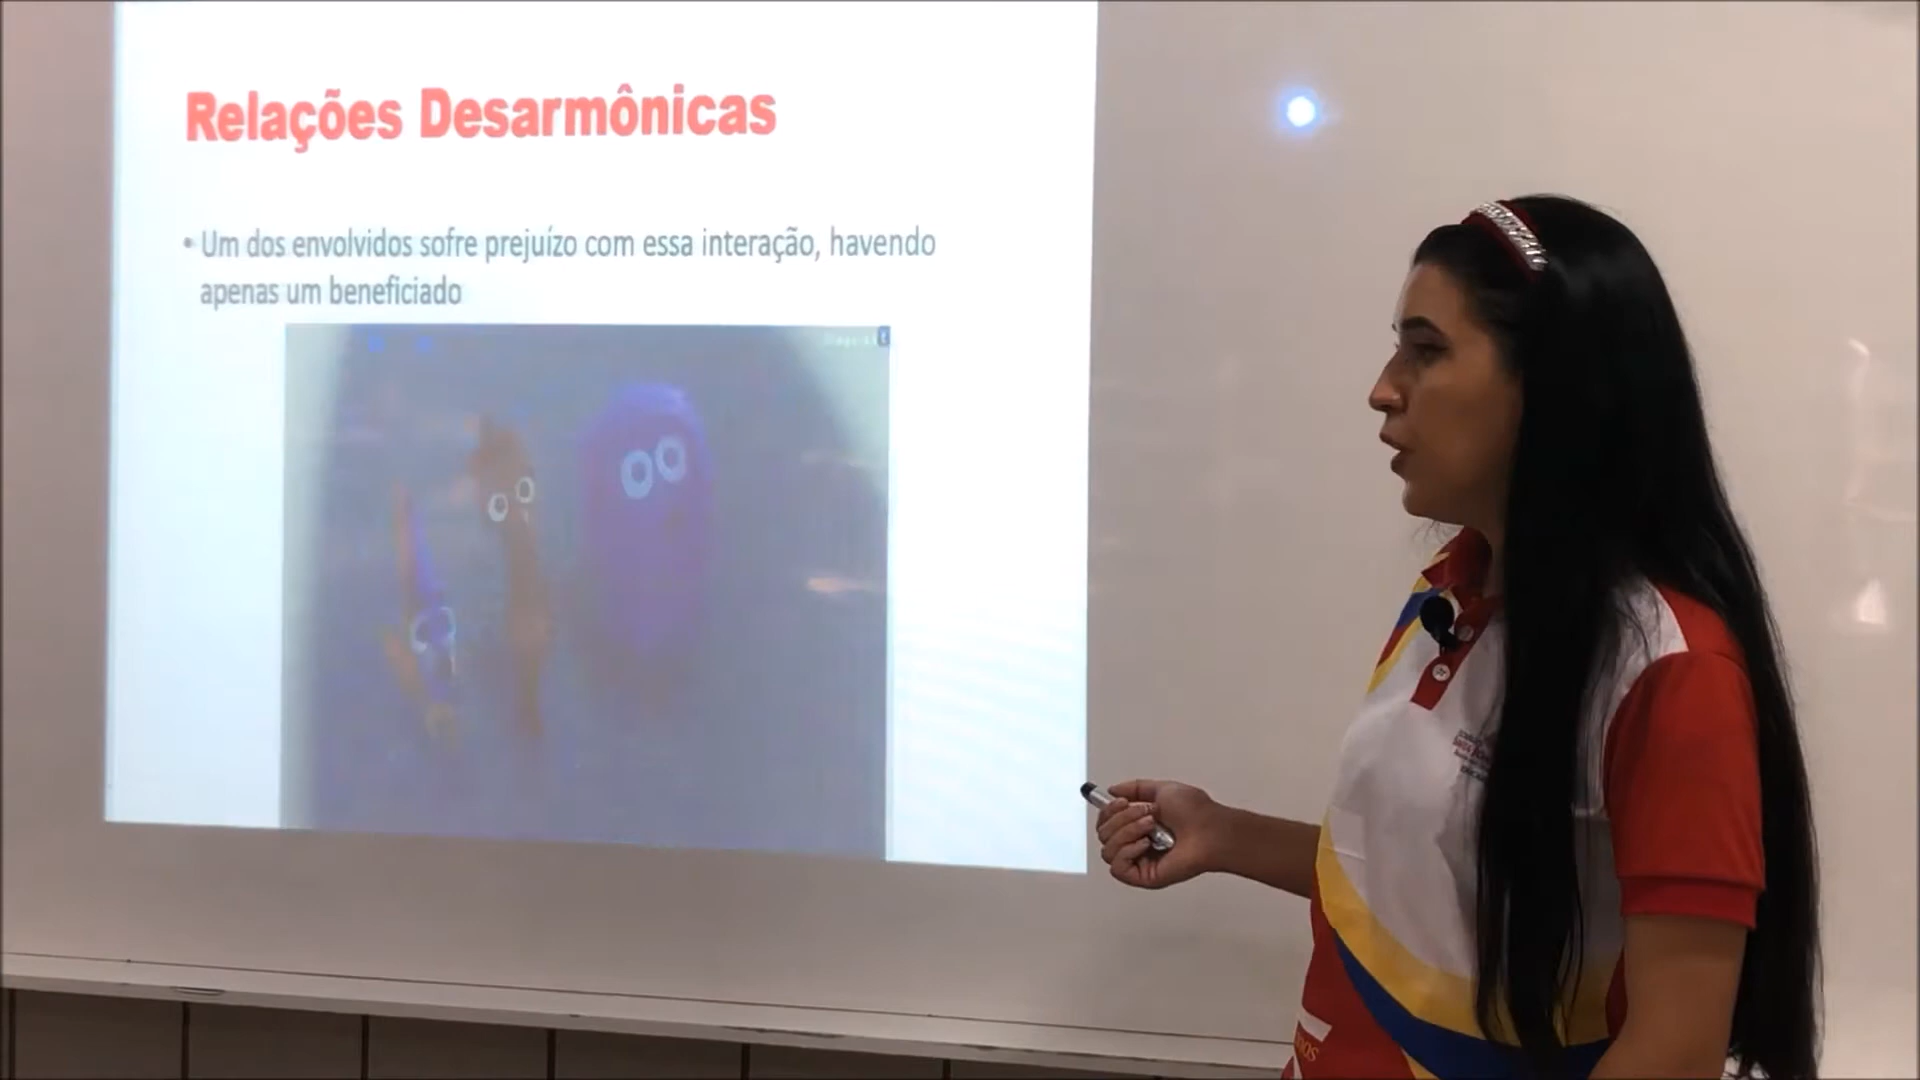 Relações Desarmônicas
• Um dos envolvidos sofre prejuízo com essa interação, havendo
apenas um beneficiado